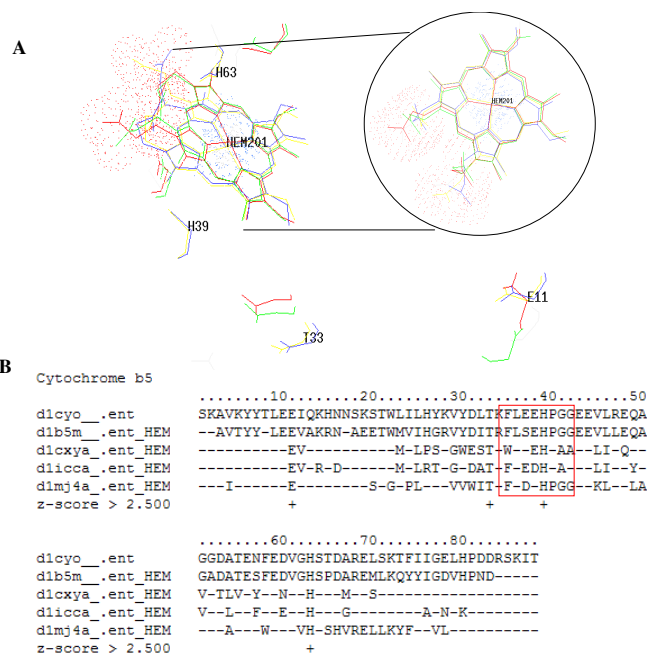 A
H63
HEM201
HEM201
H39
E11
T33
B
Cytochrome b5
.........10........20........30........40........50
d1cyo__.ent SKAVKYYTLEEIQKHNNSKSTWLILHYKVYDLTKFLEEHPGGEEVLREQA
d1b5m__.ent_HEM --AVTYY-LEEVAKRN-AEETWMVIHGRVYDITRFLSEHPGGEEVLLEQA
d1cxya_.ent_HEM ----------EV----------M-LPS-GWEST-W--EH-AA--LI-Q--
d1icca_.ent_HEM ----------EV-R-D------M-LRT-G-DAT-F-EDH-A---LI---Y
d1mj4a_.ent_HEM ---I------E--------S-G-PL---VVWIT-F--DHPGG--KL--LA
z-score > 2.500 + + +
.........60........70........80........
d1cyo__.ent GGDATENFEDVGHSTDARELSKTFIIGELHPDDRSKIT
d1b5m__.ent_HEM GADATESFEDVGHSPDAREMLKQYYIGDVHPND-----
d1cxya_.ent_HEM V-TLV-Y--N--H---M--S------------------
d1icca_.ent_HEM V--L--F--E--H---G--------A-N-K--------
d1mj4a_.ent_HEM ---A---W---VH-SHVRELLKYF--VL----------
z-score > 2.500 +